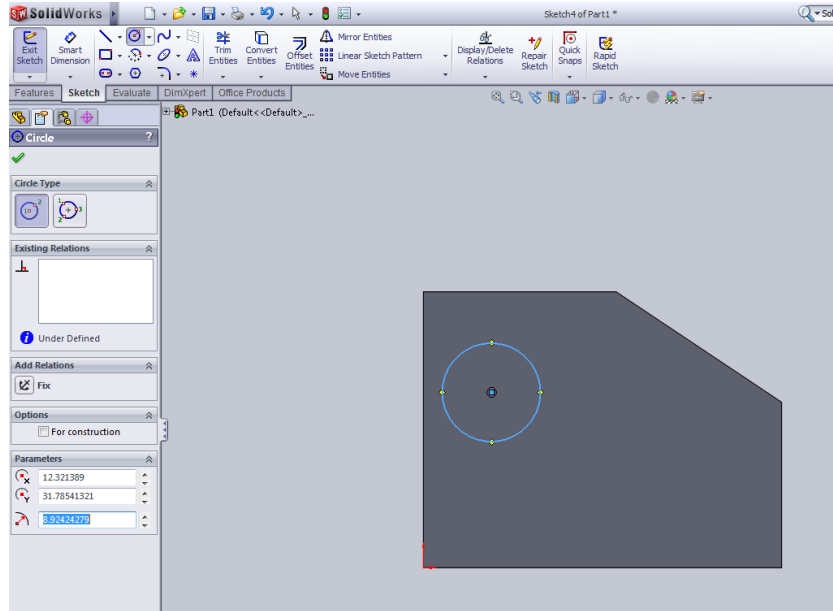 SolidWorks
Sketch4 of Part1 *
Sol
Exit Sketch
Smart Dimension
Trim Entities
Convert Entities
Offset Entities
Mirror Entities
Linear Sketch Pattern
Move Entities
Display/Delete Relations
Repair Sketch
Quick Snaps
Rapid Sketch
Features Sketch Evaluate DimXpert Office Products
Part1 (Default<<Default>_...
Circle ?
Circle Type
Existing Relations
Under Defined
Add Relations
Fix
Options
For construction
Parameters
12.321389
31.78541321
8.92424279